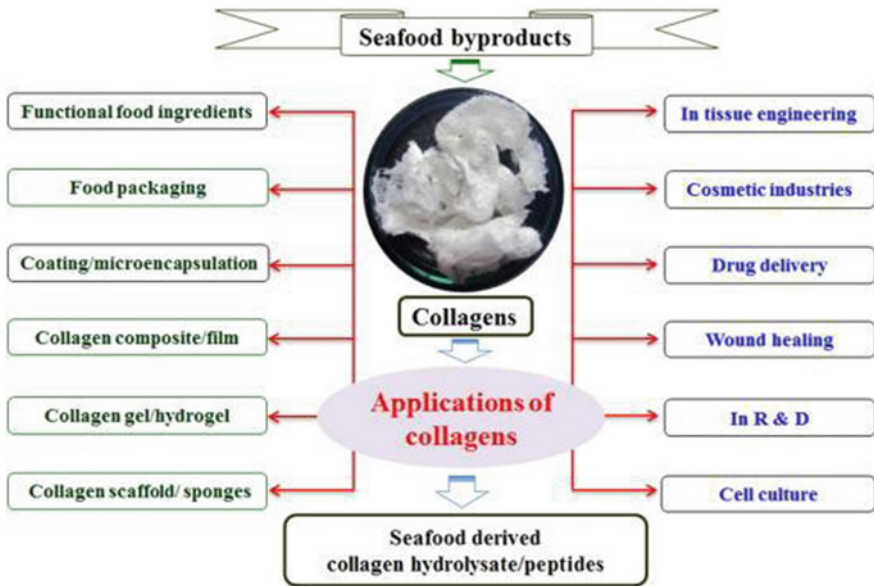 Seafood byproducts
Functional food ingredients
Food packaging
Coating/microencapsulation
Collagen composite/film
Collagen gel/hydrogel
Collagen scaffold/ sponges
Collagens
Applications of
collagens
Seafood derived
collagen hydrolysate/peptides
In tissue engineering
Cosmetic industries
Drug delivery
Wound healing
In R & D
Cell culture